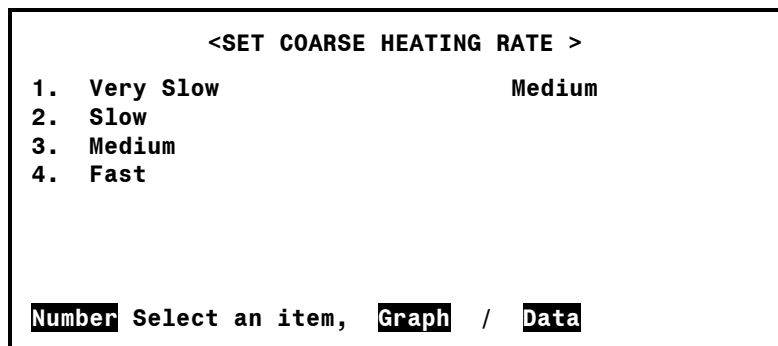 <SET COARSE HEATING RATE >
1. Very Slow Medium
2. Slow
3. Medium
4. Fast
Number Select an item, Graph / Data